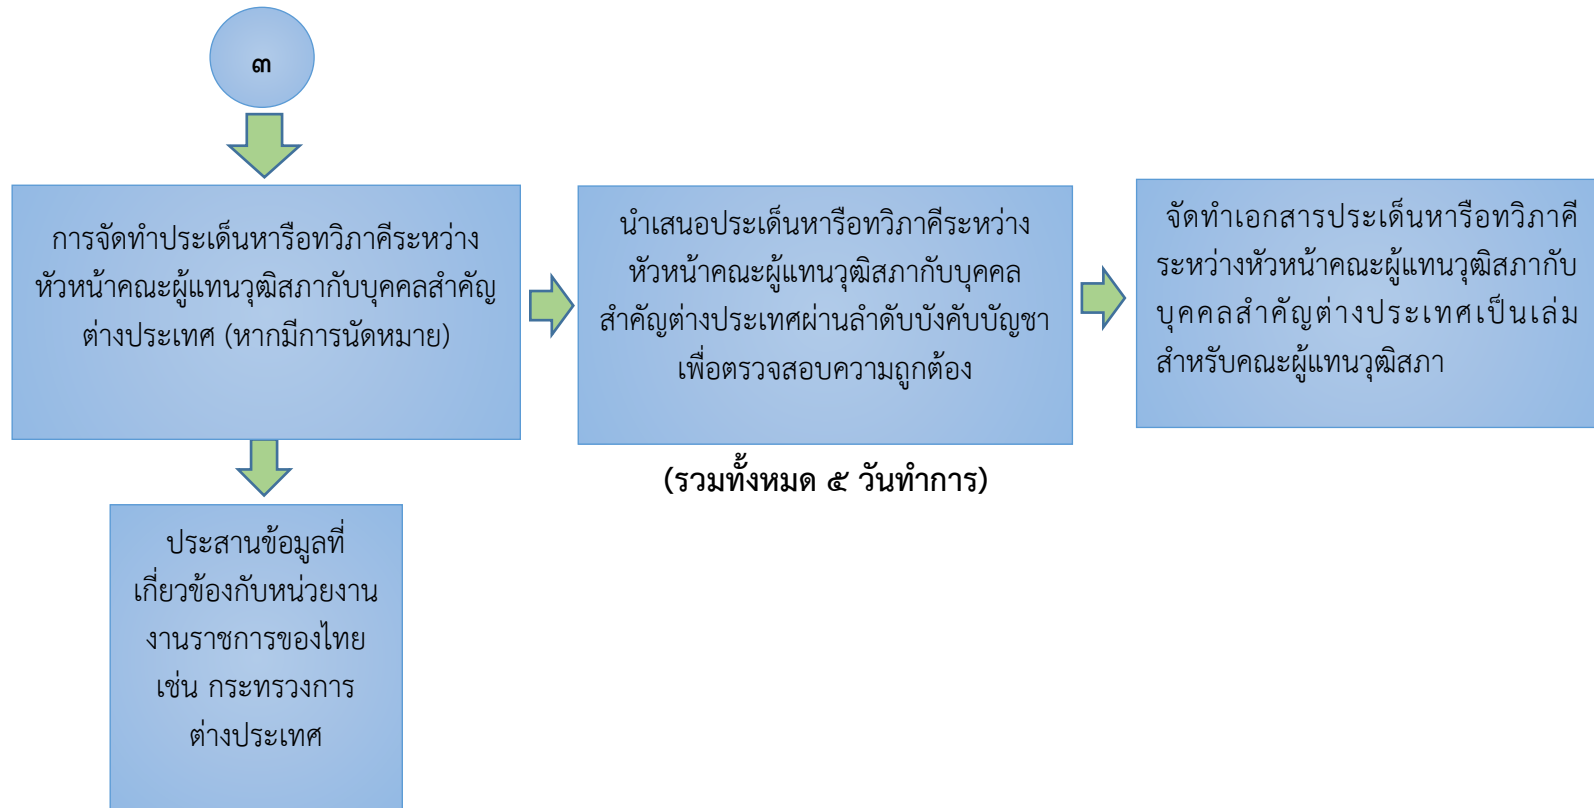 ๓
การจัดทำประเด็นหารือทวิภาคีระหว่าง
หัวหน้าคณะผู้แทนวุฒิสภากับบุคคลสำคัญ
ต่างประเทศ (หากมีการนัดหมาย)
นำเสนอประเด็นหารือทวิภาคีระหว่าง
หัวหน้าคณะผู้แทนวุฒิสภากับบุคคล
สำคัญต่างประเทศผ่านลำดับบังคับบัญชา
เพื่อตรวจสอบความถูกต้อง
จัดทำเอกสารประเด็นหารือทวิภาคี
ระหว่างหัวหน้าคณะผู้แทนวุฒิสภากับ
บุคคลสำคัญต่างประเทศเป็นเล่ม
สำหรับคณะผู้แทนวุฒิสภา
(รวมทั้งหมด ๕ วันทำการ)
ประสานข้อมูลที่
เกี่ยวข้องกับหน่วยงาน
งานราชการของไทย
เช่น กระทรวงการ
ต่างประเทศ